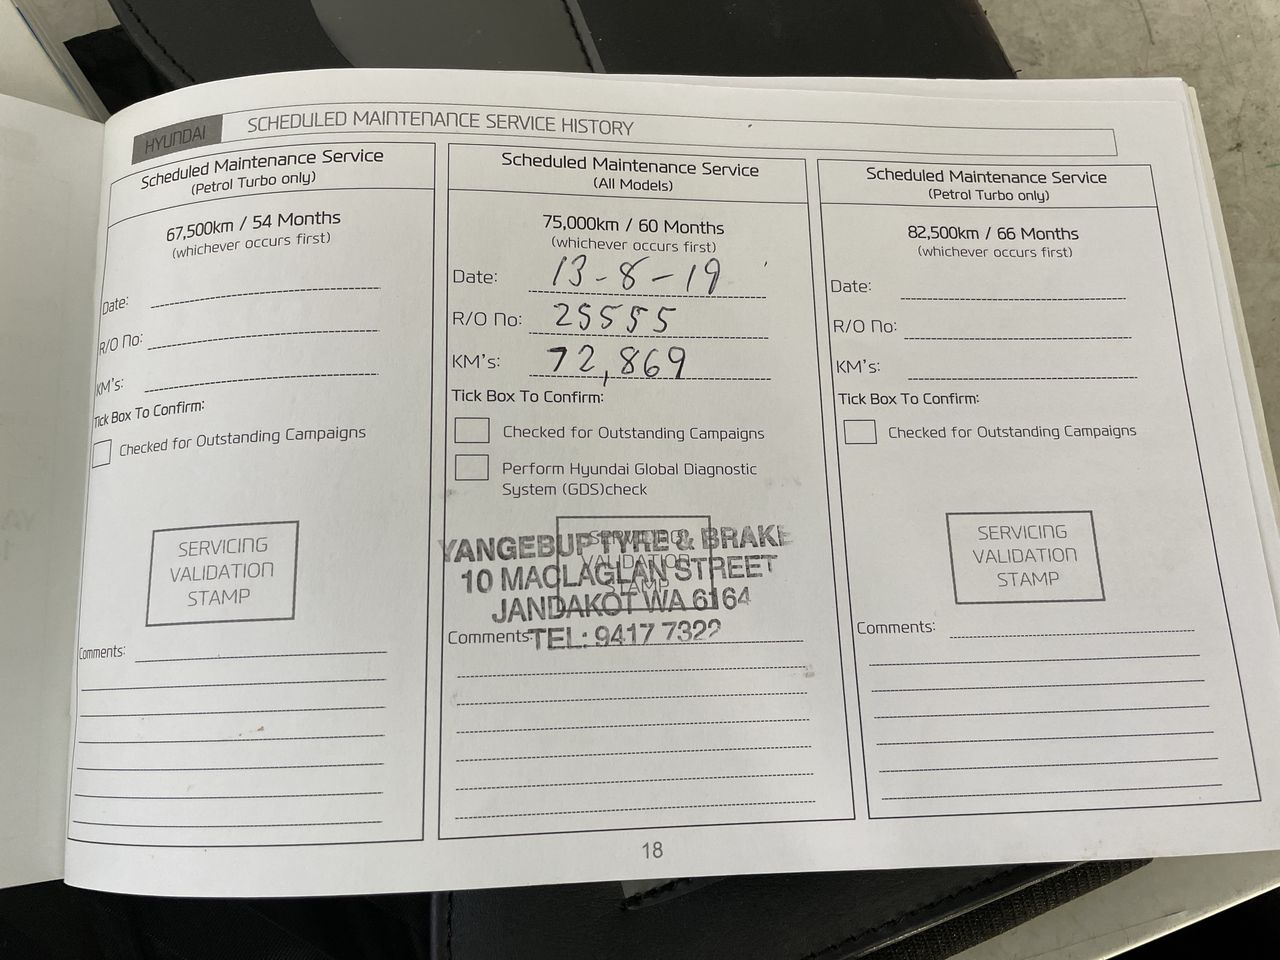 HYUNDAI SCHEDULED MAINTENANCE SERVICE HISTORY
Scheduled Maintenance Service
(Petrol Turbo only)
67,500km / 54 Months
(whichever occurs first)
Date:
R/O No:
KM's:
Tick Box To Confirm:
Checked for Outstanding Campaigns
SERVICING
VALIDATION
STAMP
Comments:
Scheduled Maintenance Service
(All Models)
75,000km / 60 Months
(whichever occurs first)
Date: 13-8-19
R/O No: 25555
KM's: 72,869
Tick Box To Confirm:
Checked for Outstanding Campaigns
Perform Hyundai Global Diagnostic
System (GDS)check
SERVICING
VALIDATION
STAMP
YANGEBUP TYRE & BRAKE
10 MACLAGLAN STREET
JANDAKOT WA 6164
TEL: 9417 7322
Comments:
Scheduled Maintenance Service
(Petrol Turbo only)
82,500km / 66 Months
(whichever occurs first)
Date:
R/O No:
KM's:
Tick Box To Confirm:
Checked for Outstanding Campaigns
SERVICING
VALIDATION
STAMP
Comments:
18